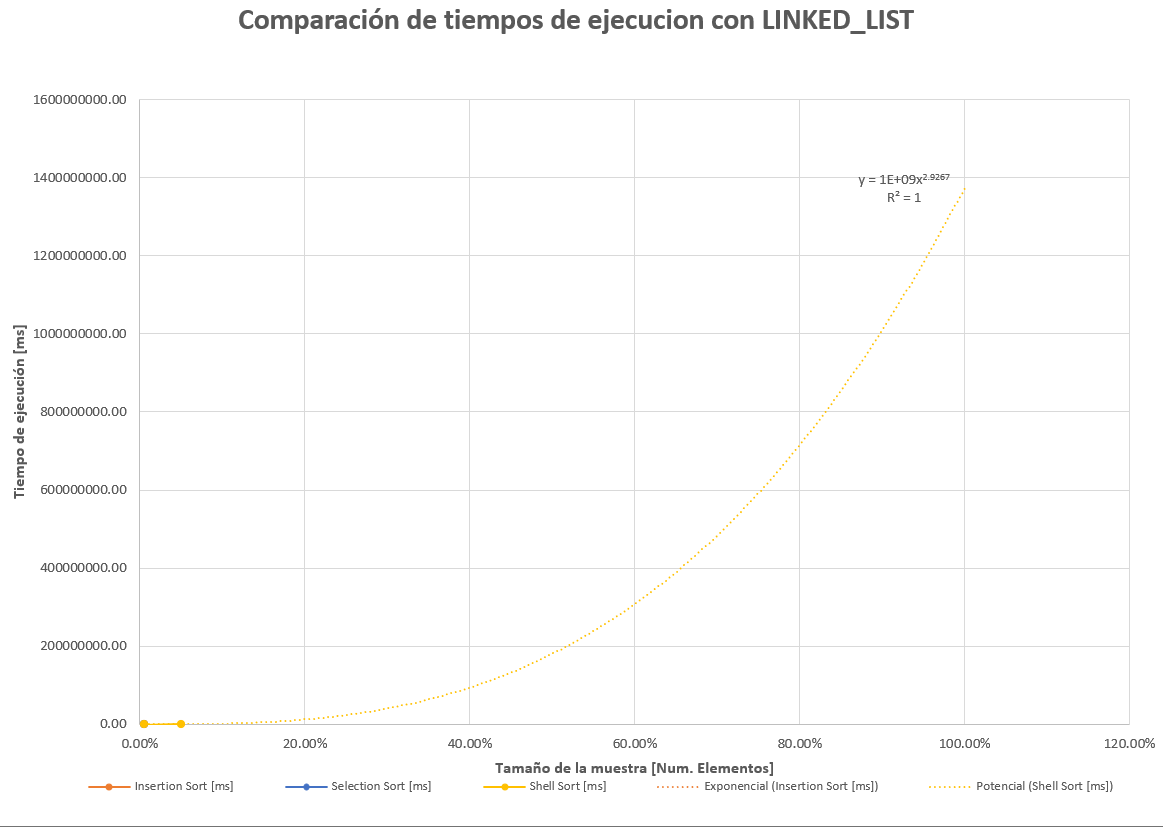 Comparación de tiempos de ejecucion con LINKED_LIST
1600000000.00
1400000000.00
1200000000.00
1000000000.00
800000000.00
600000000.00
400000000.00
200000000.00
0.00
Tiempo de ejecución [ms]
y = 1E+09x^2.9267
R² = 1
0.00% 20.00% 40.00% 60.00% 80.00% 100.00% 120.00%
Tamaño de la muestra [Num. Elementos]
Insertion Sort [ms] Selection Sort [ms] Shell Sort [ms] Exponencial (Insertion Sort [ms]) Potencial (Shell Sort [ms])